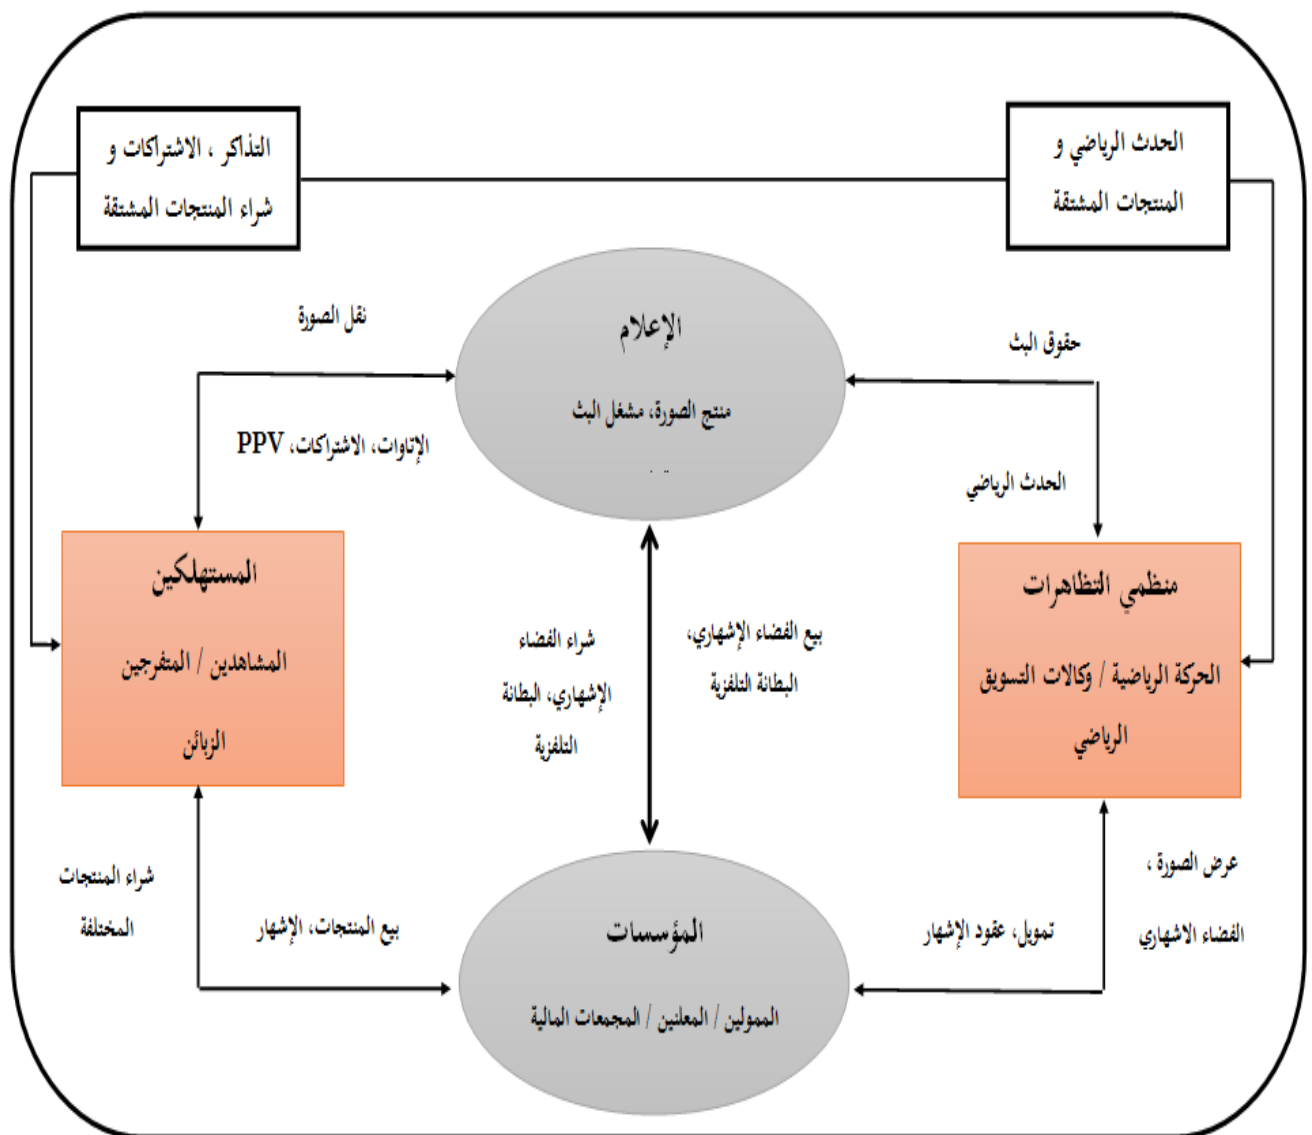 الحدث الرياضي و
المنتجات المشتقة
التذاكر ، الاشتراكات و
شراء المنتجات المشتقة
الإعلام
منتج الصورة، مشغل البث
حقوق البث
الحدث الرياضي
نقل الصورة
الإتاوات، الاشتراكات، PPV
منظمي التظاهرات
الحركة الرياضية / وكالات التسويق
الرياضي
المستهلكين
المشاهدين / المتفرجين
الزبائن
بيع الفضاء الإشهاري،
البطانة التلفزية
شراء الفضاء
الإشهاري، البطانة
التلفزية
عرض الصورة ،
الفضاء الاشهاري
تمويل، عقود الإشهار
المؤسسات
الممولين / المعلنين / المجمعات المالية
بيع المنتجات، الإشهار
شراء المنتجات
المختلفة